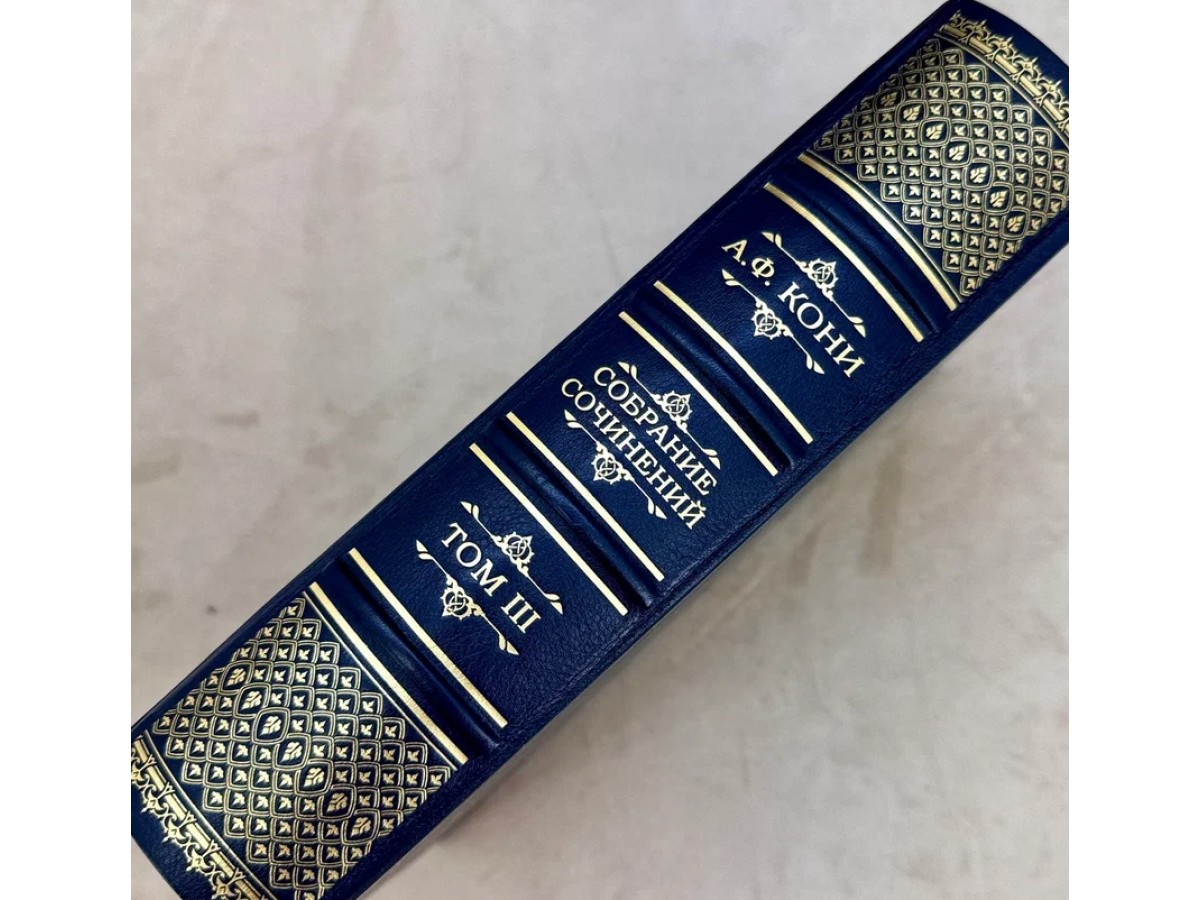 А.Ф. КОНИ
СОБРАНИЕ
СОЧИНЕНИЙ
ТОМ III